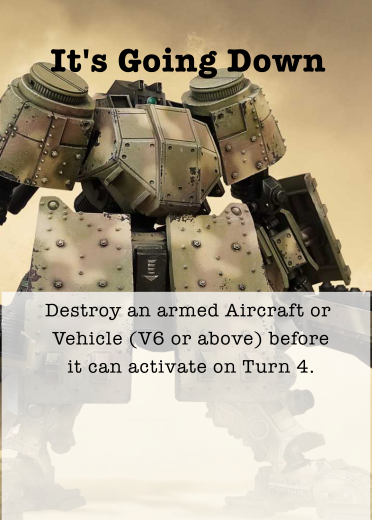 It's Going Down
Destroy an armed Aircraft or
Vehicle (V6 or above) before
it can activate on Turn 4.